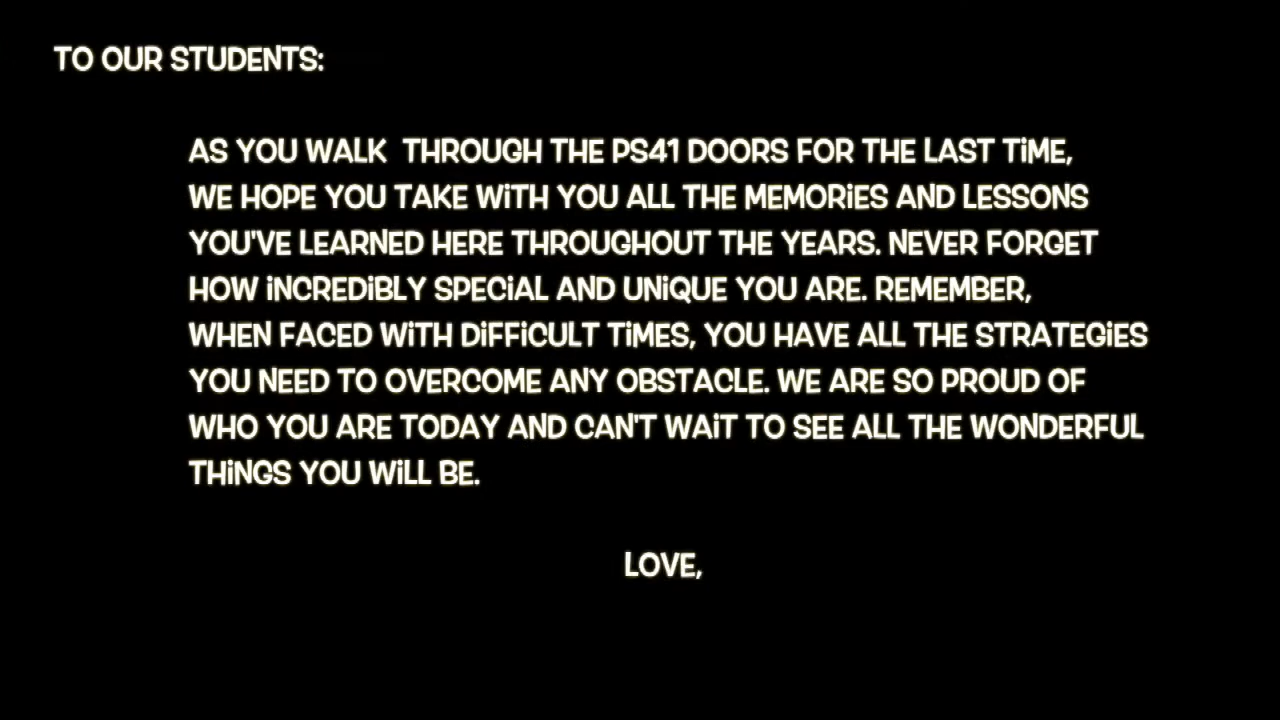 TO OUR STUDENTS:
AS YOU WALK THROUGH THE PS41 DOORS FOR THE LAST TiME,
WE HOPE YOU TAKE WiTH YOU ALL THE MEMORiES AND LESSONS
YOU'VE LEARNED HERE THROUGHOUT THE YEARS. NEVER FORGET
HOW iNCREDiBLY SPECiAL AND UNiQUE YOU ARE. REMEMBER,
WHEN FACED WiTH DiFFiCULT TiMES, YOU HAVE ALL THE STRATEGiES
YOU NEED TO OVERCOME ANY OBSTACLE. WE ARE SO PROUD OF
WHO YOU ARE TODAY AND CAN'T WAiT TO SEE ALL THE WONDERFUL
THiNGS YOU WiLL BE.
LOVE,